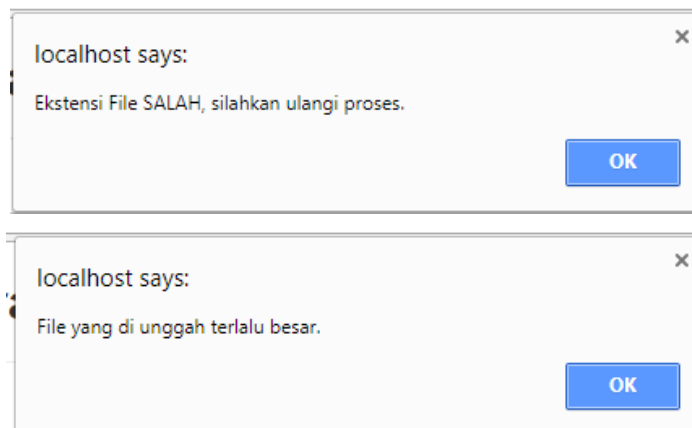 localhost says:
Ekstensi File SALAH, silahkan ulangi proses.
OK
localhost says:
File yang di unggah terlalu besar.
OK